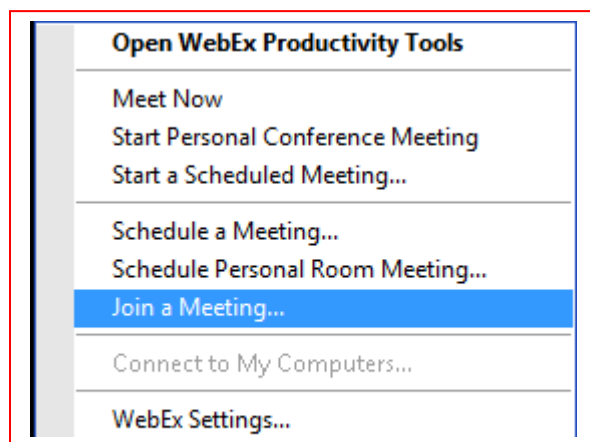 Open WebEx Productivity Tools
Meet Now
Start Personal Conference Meeting
Start a Scheduled Meeting...
Schedule a Meeting...
Schedule Personal Room Meeting...
Join a Meeting...
Connect to My Computers...
WebEx Settings...